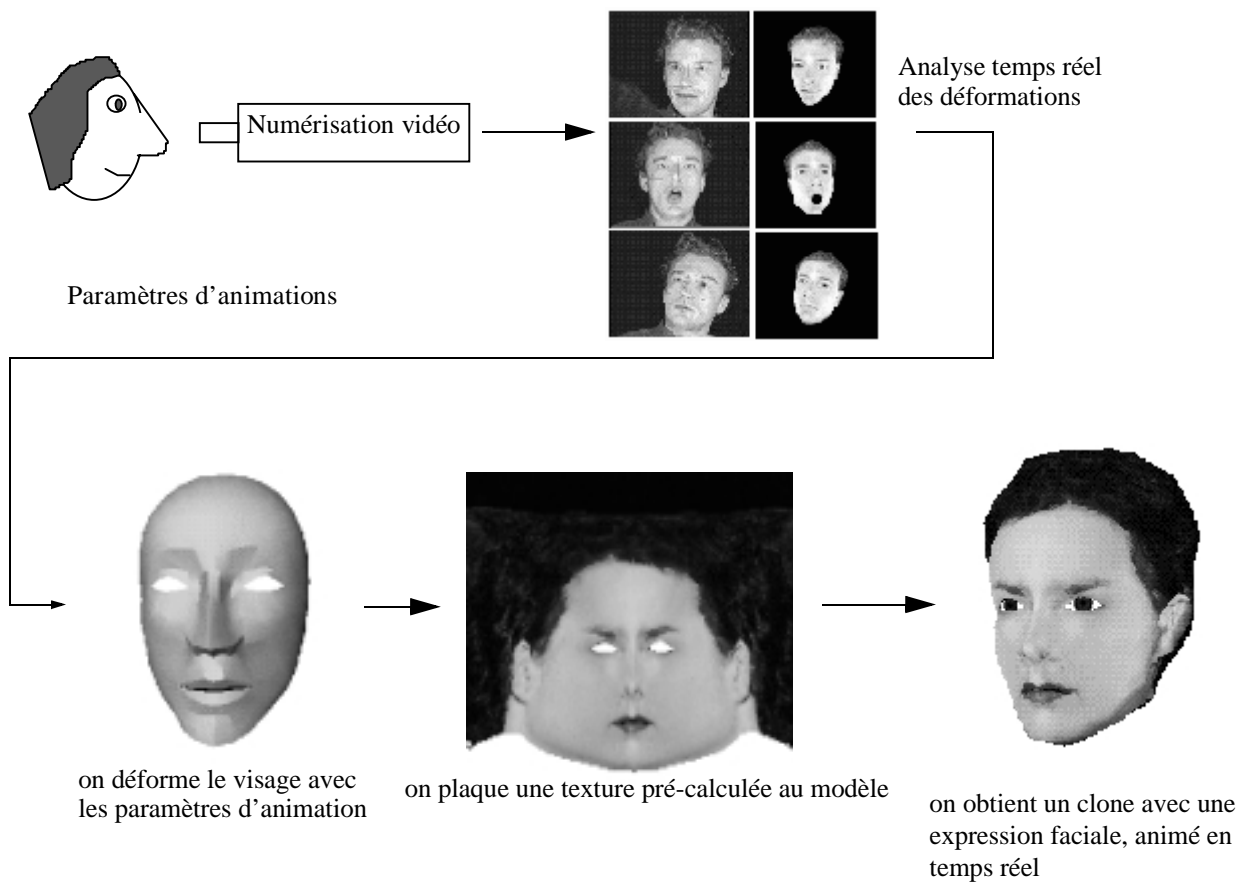 Numérisation vidéo
Analyse temps réel
des déformations
Paramètres d’animations
on déforme le visage avec
les paramètres d’animation
on plaque une texture pré-calculée au modèle
on obtient un clone avec une
expression faciale, animé en
temps réel